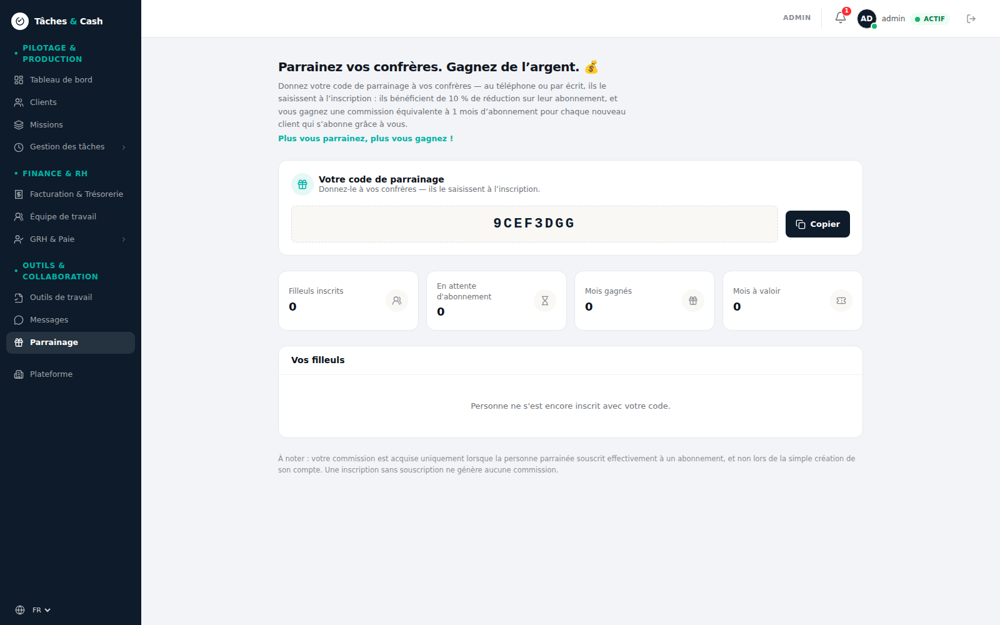 Tâches & Cash
• PILOTAGE &
PRODUCTION
Tableau de bord
Clients
Missions
Gestion des tâches
• FINANCE & RH
Facturation & Trésorerie
Équipe de travail
GRH & Paie
• OUTILS &
COLLABORATION
Outils de travail
Messages
Parrainage
Plateforme
FR
ADMIN
1
AD
admin
ACTIF
Parrainez vos confrères. Gagnez de l’argent. 💰
Donnez votre code de parrainage à vos confrères — au téléphone ou par écrit, ils le
saisissent à l’inscription : ils bénéficient de 10 % de réduction sur leur abonnement, et
vous gagnez une commission équivalente à 1 mois d’abonnement pour chaque nouveau
client qui s’abonne grâce à vous.
Plus vous parrainez, plus vous gagnez !
Votre code de parrainage
Donnez-le à vos confrères — ils le saisissent à l’inscription.
9CEF3DGG
Copier
Filleuls inscrits
0
En attente
d'abonnement
0
Mois gagnés
0
Mois à valoir
0
Vos filleuls
Personne ne s'est encore inscrit avec votre code.
À noter : votre commission est acquise uniquement lorsque la personne parrainée souscrit effectivement à un abonnement, et non lors de la simple création de
son compte. Une inscription sans souscription ne génère aucune commission.